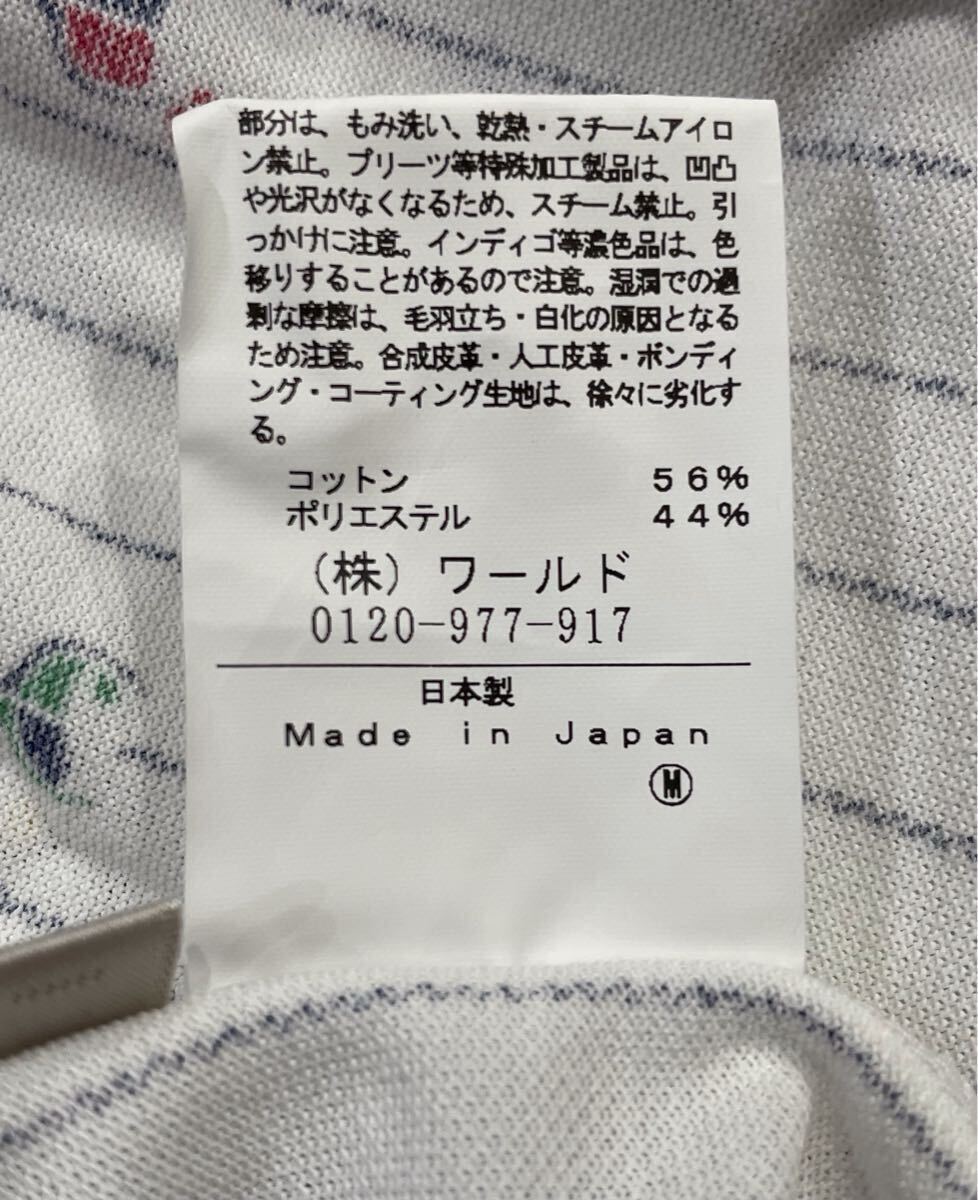 部分は、もみ洗い、乾熱・スチームアイロ
ン禁止。プリーツ等特殊加工製品は、凹凸
や光沢がなくなるため、スチーム禁止。引
っかけに注意。インディゴ等濃色品は、色
移りすることがあるので注意。湿潤での過
剰な摩擦は、毛羽立ち・白化の原因となる
ため注意。合成皮革・人工皮革・ボンディ
ング・コーティング生地は、徐々に劣化す
る。
コットン 56%
ポリエステル 44%
(株) ワールド
0120-977-917
日本製
Made in Japan
Ⓜ